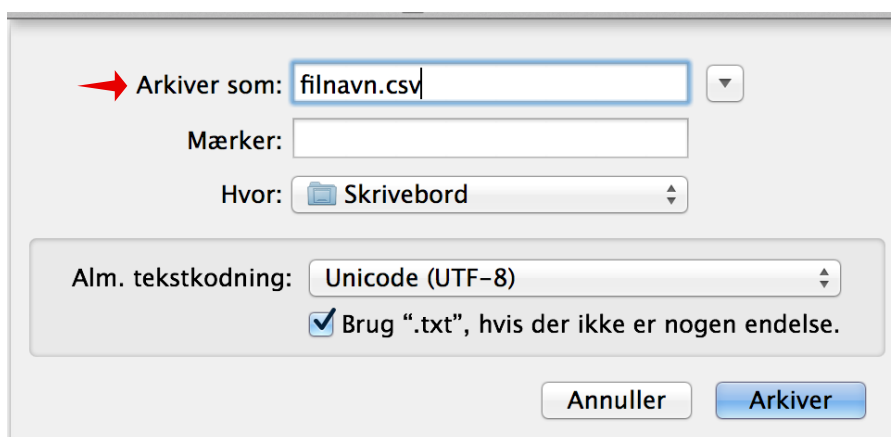 Arkiver som: filnavn.csv
Mærker:
Hvor: Skrivebord
Alm. tekstkodning: Unicode (UTF-8)
Brug “.txt”, hvis der ikke er nogen endelse.
Annuller Arkiver